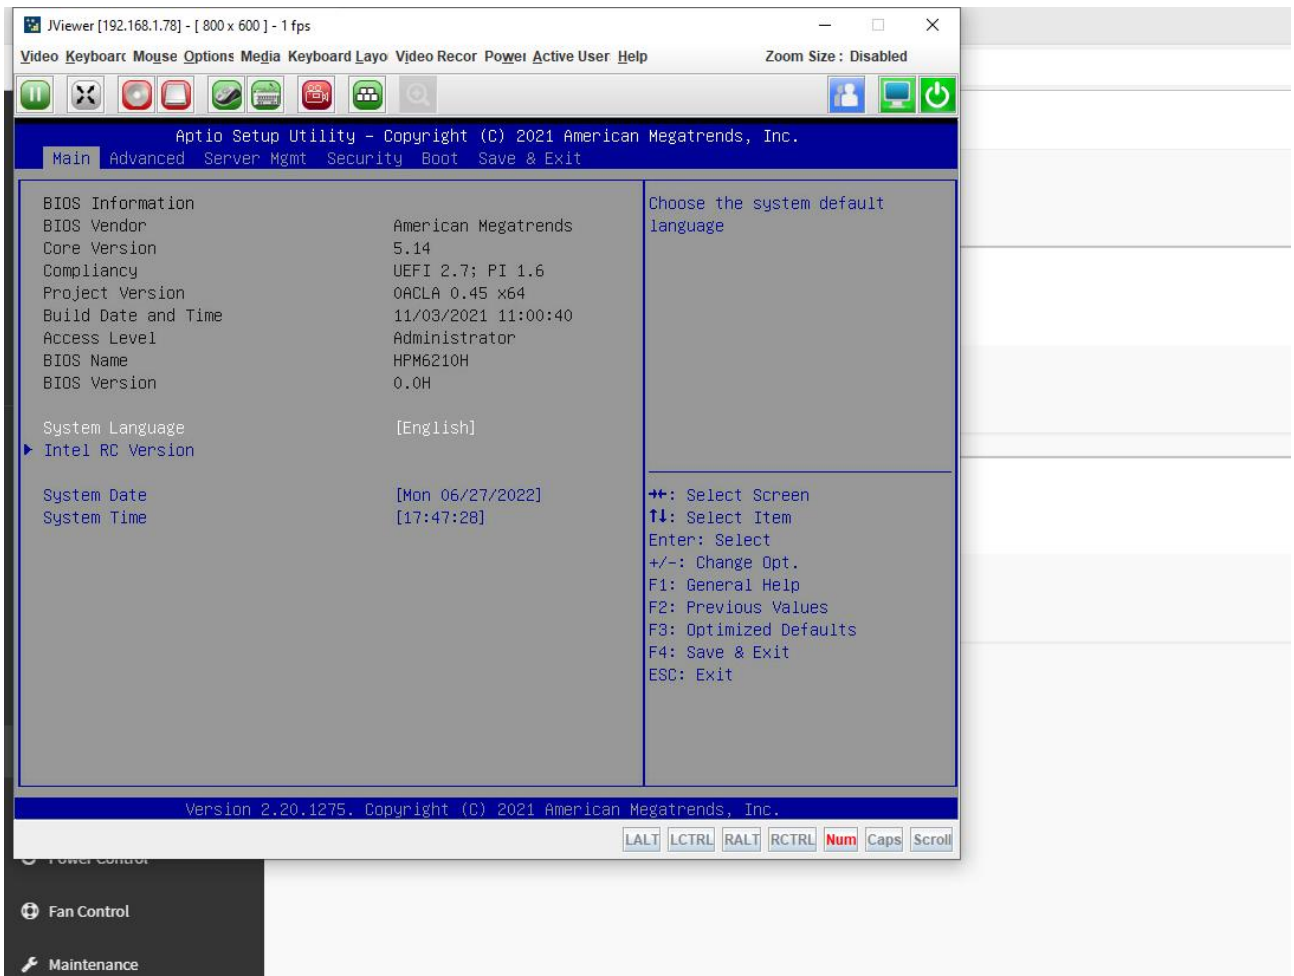 JViewer [192.168.1.78] - [ 800 x 600 ] - 1 fps
Video Keyboarc Mouse Options Media Keyboard Layo Video Recor Power Active User Help Zoom Size : Disabled
Aptio Setup Utility – Copyright (C) 2021 American Megatrends, Inc.
Main Advanced Server Mgmt Security Boot Save & Exit
BIOS Information
BIOS Vendor American Megatrends
Core Version 5.14
Compliancy UEFI 2.7; PI 1.6
Project Version 0ACLA 0.45 x64
Build Date and Time 11/03/2021 11:00:40
Access Level Administrator
BIOS Name HPM6210H
BIOS Version 0.0H
System Language [English]
Intel RC Version
System Date [Mon 06/27/2022]
System Time [17:47:28]
Choose the system default
language
→←: Select Screen
↑↓: Select Item
Enter: Select
+/-: Change Opt.
F1: General Help
F2: Previous Values
F3: Optimized Defaults
F4: Save & Exit
ESC: Exit
Version 2.20.1275. Copyright (C) 2021 American Megatrends, Inc.
LALT LCTRL RALT RCTRL Num Caps Scroll
Power Control
Fan Control
Maintenance